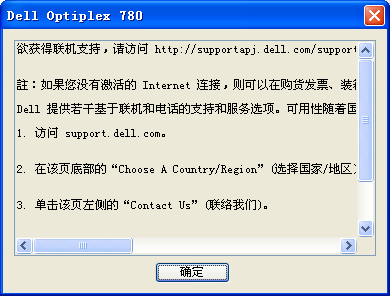 Dell Optiplex 780
欲获得联机支持，请访问 http://supportapj.dell.com/support
註：如果您没有激活的 Internet 连接，则可以在购货发票、装
Dell 提供若干基于联机和电话的支持和服务选项。可用性随着国
1. 访问 support.dell.com。
2. 在该页底部的“Choose A Country/Region”(选择国家/地区)
3. 单击该页左侧的“Contact Us”(联络我们)。
确定